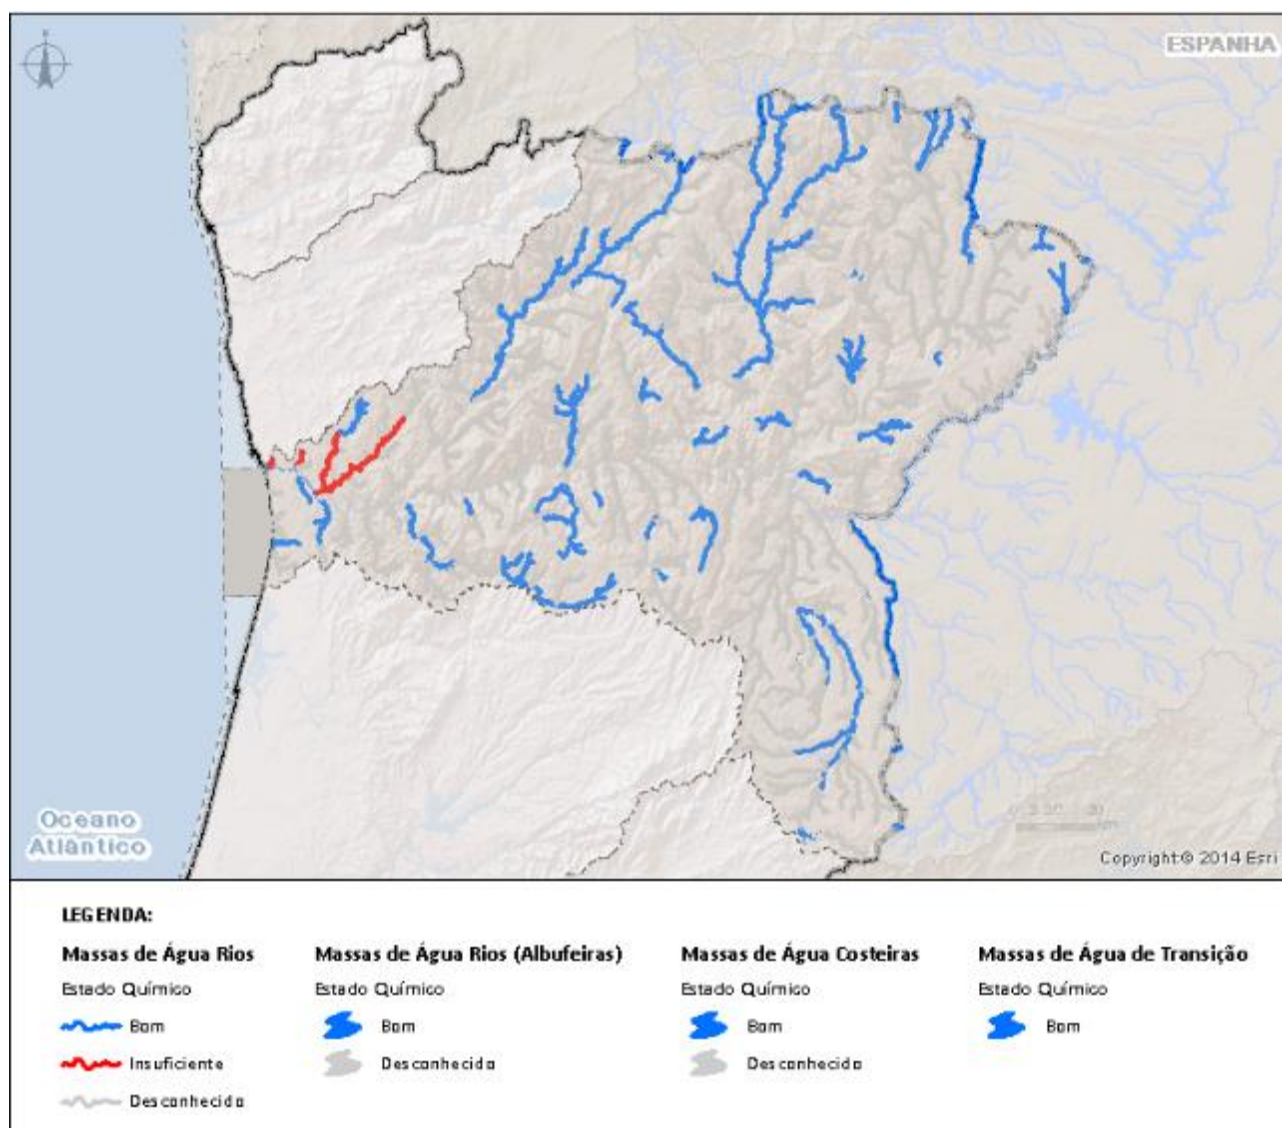 N
ESPANHA
Oceano
Atlântico
Copyright:© 2014 Esri
LEGENDA:
Massas de Água Rios
Estado Químico
Bom
Insuficiente
Desconhecido
Massas de Água Rios (Albufeiras)
Estado Químico
Bom
Desconhecido
Massas de Água Costeiras
Estado Químico
Bom
Desconhecido
Massas de Água de Transição
Estado Químico
Bom